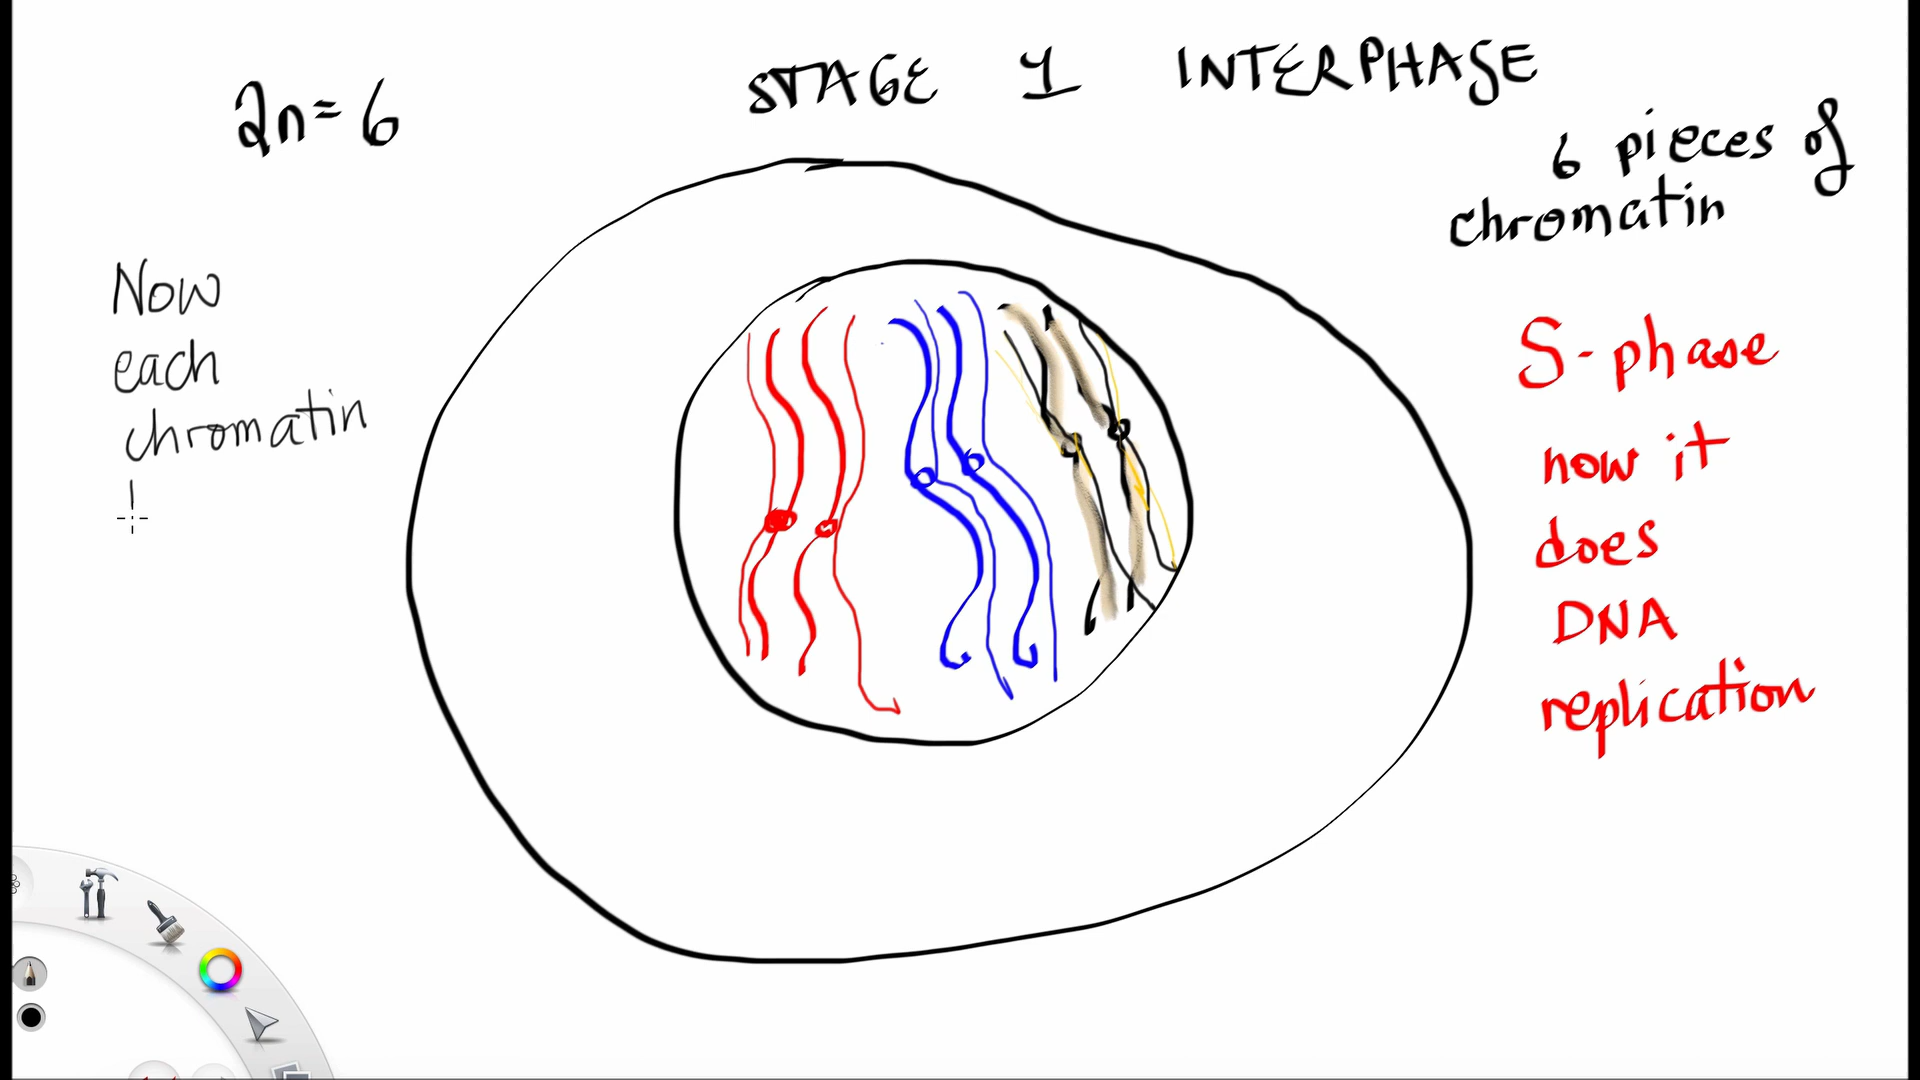 2n=6
STAGE 1 INTERPHASE
6 pieces of
chromatin
Now
each
chromatin
S-phase
now it
does
DNA
replication